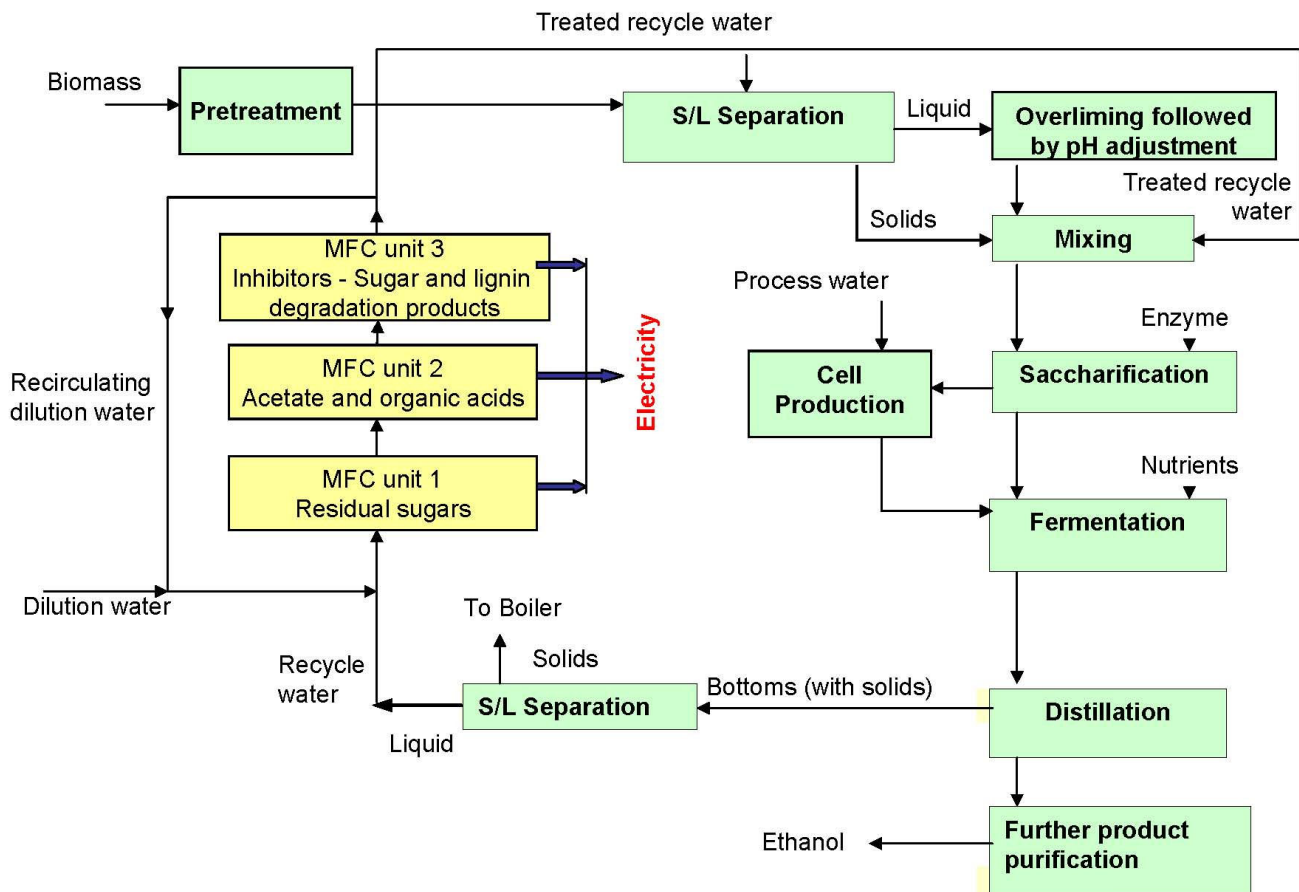 Treated recycle water
Biomass
Pretreatment
S/L Separation
Liquid
Overliming followed
by pH adjustment
Treated recycle
water
Solids
Mixing
MFC unit 3
Inhibitors - Sugar and lignin
degradation products
Process water
Enzyme
Recirculating
dilution water
MFC unit 2
Acetate and organic acids
Electricity
Cell
Production
Saccharification
MFC unit 1
Residual sugars
Nutrients
Fermentation
Dilution water
To Boiler
Solids
Recycle
water
S/L Separation
Liquid
Bottoms (with solids)
Distillation
Ethanol
Further product
purification